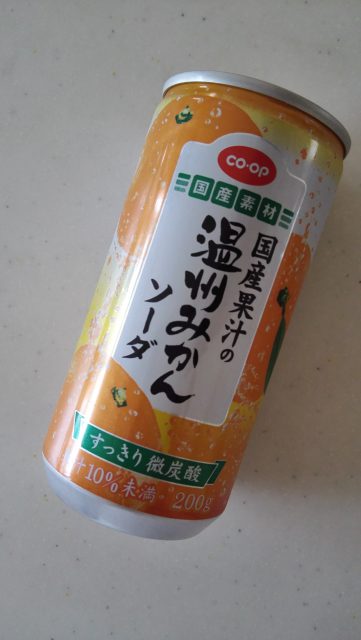 CO・OP
国産素材
国産果汁の
温州みかん
ソーダ
すっきり微炭酸
汁10%未満 200g